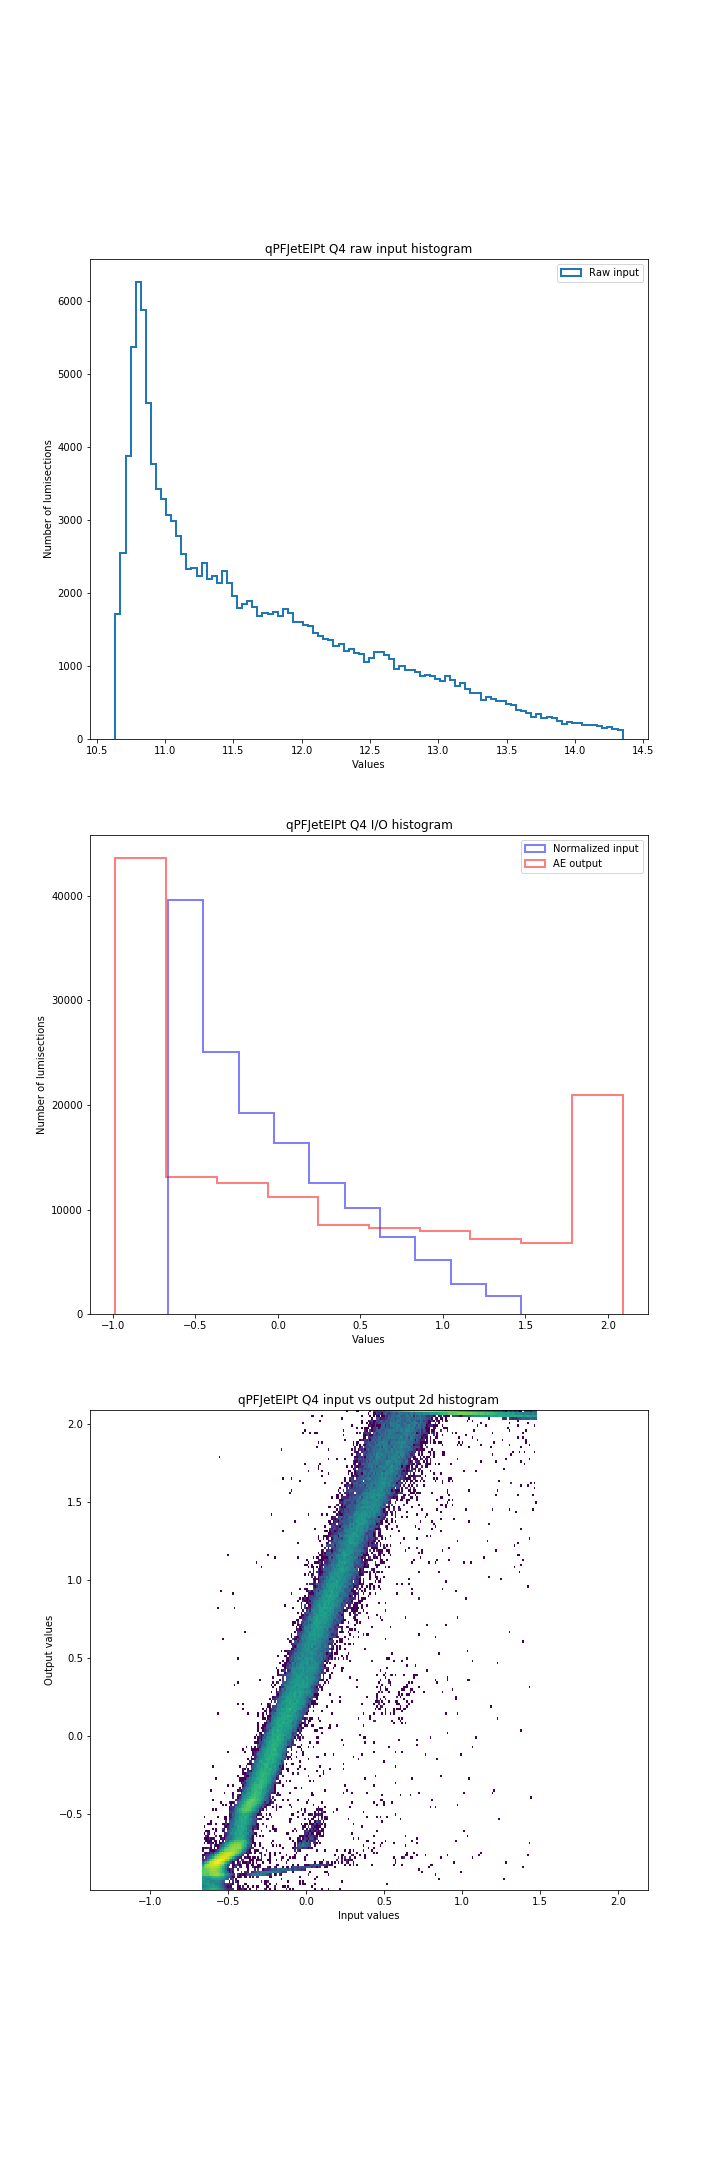 qPFJetEIPt Q4 raw input histogram
Raw input
6000
5000
4000
3000
2000
1000
0
Number of lumisections
10.5 11.0 11.5 12.0 12.5 13.0 13.5 14.0 14.5
Values
qPFJetEIPt Q4 I/O histogram
Normalized input
AE output
40000
30000
20000
10000
0
Number of lumisections
−1.0 −0.5 0.0 0.5 1.0 1.5 2.0
Values
qPFJetEIPt Q4 input vs output 2d histogram
2.0
1.5
1.0
0.5
0.0
−0.5
Output values
−1.0 −0.5 0.0 0.5 1.0 1.5 2.0
Input values